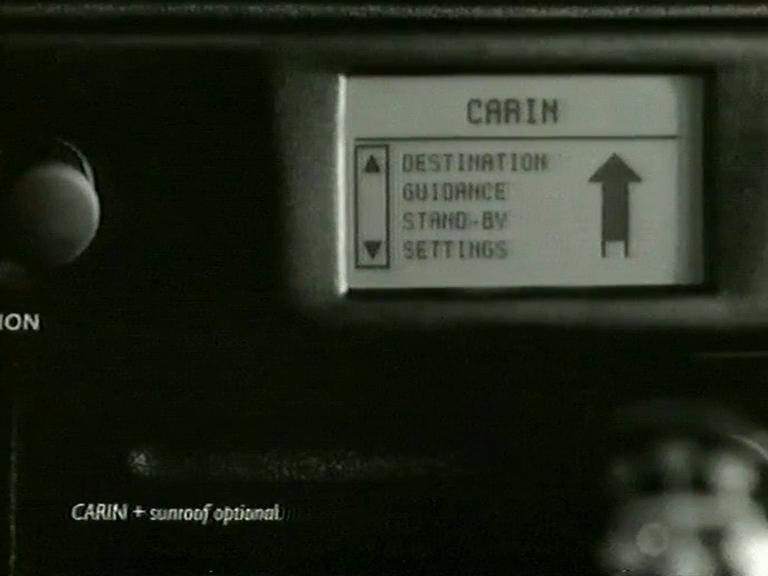 CARIN
DESTINATION
GUIDANCE
STAND-BY
SETTINGS
ION
CARIN + sunroof optional.